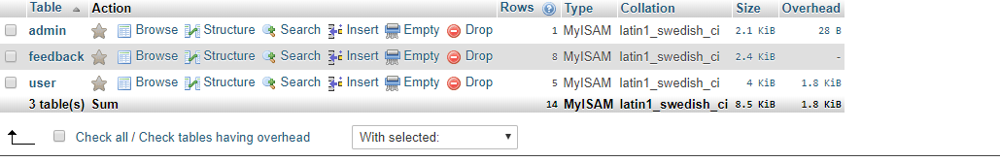 Table Action Rows Type Collation Size Overhead
admin Browse Structure Search Insert Empty Drop 1 MyISAM latin1_swedish_ci 2.1 KiB 28 B
feedback Browse Structure Search Insert Empty Drop 8 MyISAM latin1_swedish_ci 2.4 KiB -
user Browse Structure Search Insert Empty Drop 5 MyISAM latin1_swedish_ci 4 KiB 1.8 KiB
3 table(s) Sum 14 MyISAM latin1_swedish_ci 8.5 KiB 1.8 KiB
Check all / Check tables having overhead With selected: